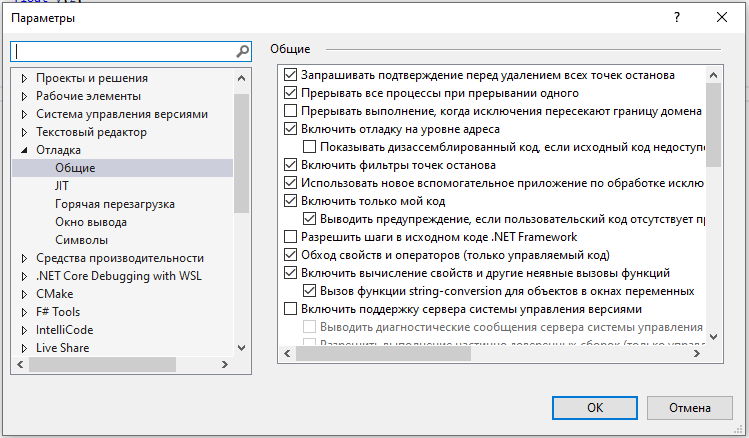 float
Параметры
Проекты и решения
Рабочие элементы
Система управления версиями
Текстовый редактор
Отладка
Общие
JIT
Горячая перезагрузка
Окно вывода
Символы
Средства производительности
.NET Core Debugging with WSL
CMake
F# Tools
IntelliCode
Live Share
Общие
Запрашивать подтверждение перед удалением всех точек останова
Прерывать все процессы при прерывании одного
Прерывать выполнение, когда исключения пересекают границу домена
Включить отладку на уровне адреса
Показывать дизассемблированный код, если исходный код недоступ
Включить фильтры точек останова
Использовать новое вспомогательное приложение по обработке исклю
Включить только мой код
Выводить предупреждение, если пользовательский код отсутствует пр
Разрешить шаги в исходном коде .NET Framework
Обход свойств и операторов (только управляемый код)
Включить вычисление свойств и другие неявные вызовы функций
Вызов функции string-conversion для объектов в окнах переменных
Включить поддержку сервера системы управления версиями
Выводить диагностические сообщения сервера системы управления
Разрешить выполнение частично доверенных сборок (только управл
OK
Отмена